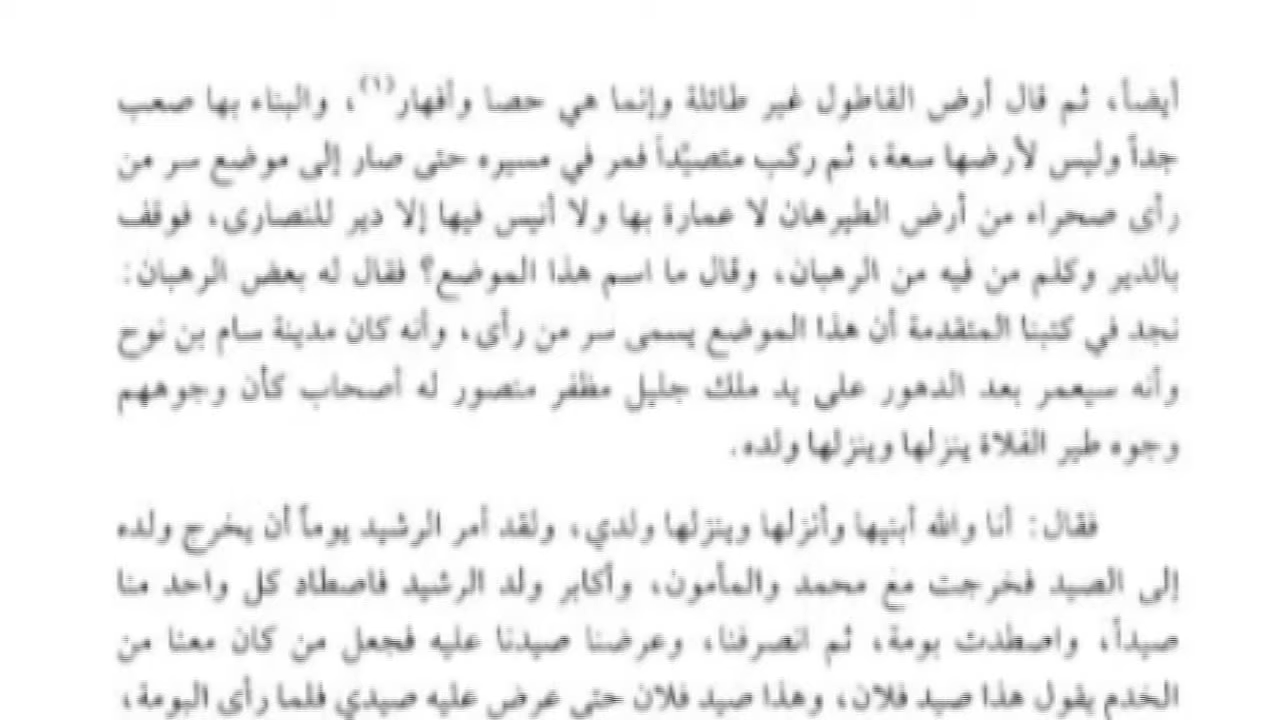 أيضاً، ثم قال أرض القاطول غير طائلة وإنما هي حصا وأفهار(١)، والبناء بها صعب
جداً وليس لأرضها سعة، ثم ركب متصيّداً فمر في مسيره حتى صار إلى موضع سر من
رأى صحراء من أرض الطيرهان لا عمارة بها ولا أنيس فيها إلا دير للنصارى، فوقف
بالدير وكلم من فيه من الرهبان، وقال ما اسم هذا الموضع؟ فقال له بعض الرهبان:
نجد في كتبنا المتقدمة أن هذا الموضع يسمى سر من رأى، وأنه كان مدينة سام بن نوح
وأنه سيعمر بعد الدهور على يد ملك جليل مظفر منصور له أصحاب كأن وجوههم
وجوه طير الفلاة ينزلها وينزلها ولده.
فقال: أنا والله أبنيها وأنزلها وينزلها ولدي، ولقد أمر الرشيد يوماً أن يخرج ولده
إلى الصيد فخرجت مع محمد والمأمون، وأكابر ولد الرشيد فاصطاد كل واحد منا
صيداً، واصطدت بومة، ثم انصرفنا، وعرضنا صيدنا عليه فجعل من كان معنا من
الخدم يقول هذا صيد فلان، وهذا صيد فلان حتى عرض عليه صيدي فلما رأى البومة،